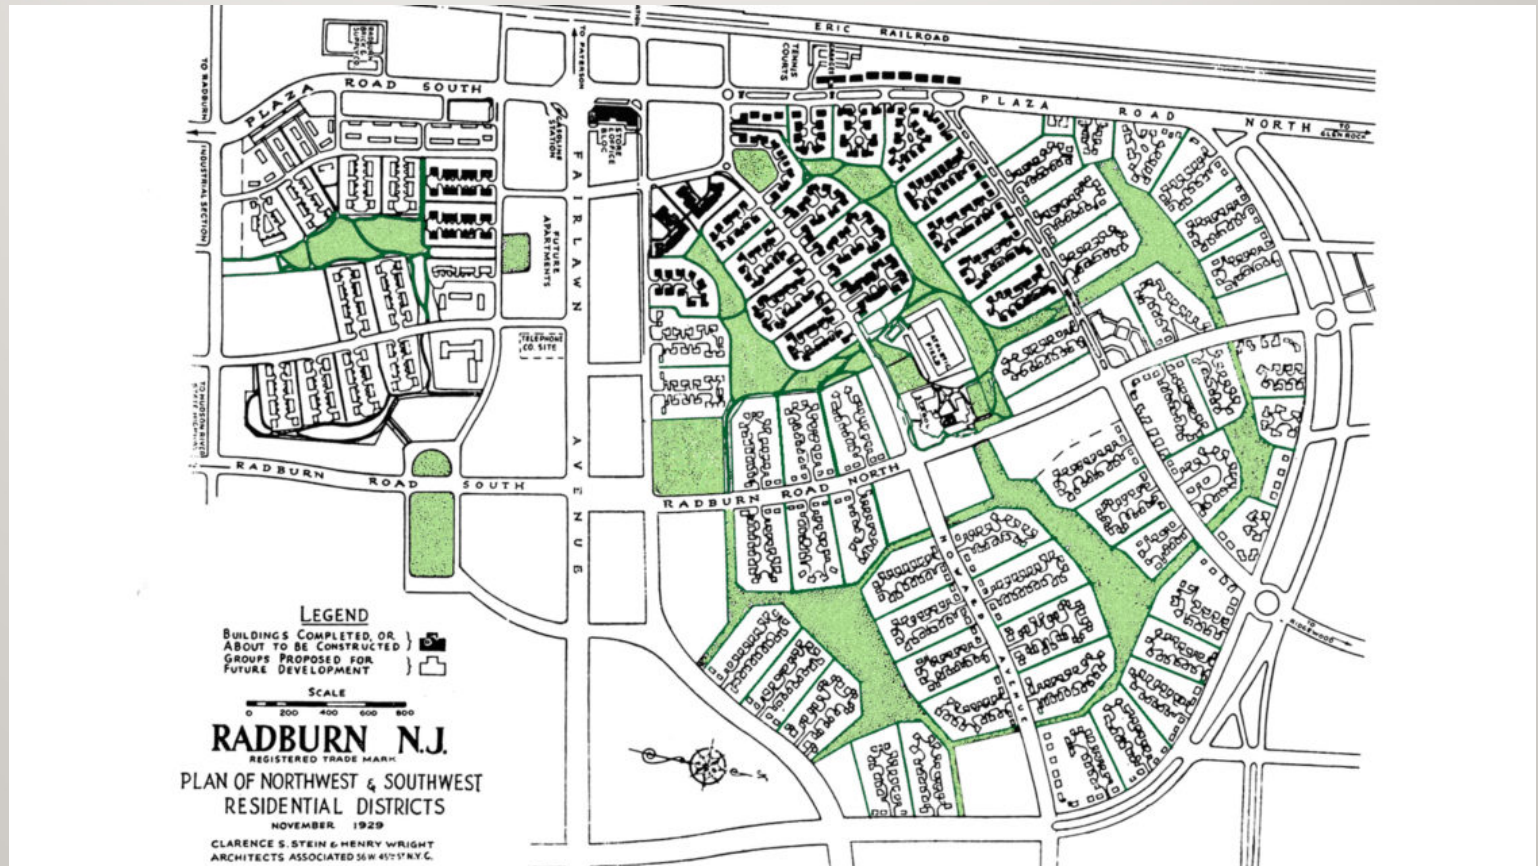 ERIE RAILROAD
TO PATERSON
TENNIS
COURTS
TO RADBURN
PLAZA ROAD SOUTH
PLAZA ROAD NORTH
TO
GLEN ROCK
GASOLINE
STATION
STORE
& OFFICE
BLDG
INDUSTRIAL SECTION
FAIRLAWN AVENUE
FUTURE
APARTMENTS
TELEPHONE
CO. SITE
ATHLETIC
FIELD
TO HUDSON RIVER
RADBURN ROAD SOUTH
RADBURN ROAD NORTH
HOWARD AVENUE
TO
RIDGEWOOD
LEGEND
BUILDINGS COMPLETED, OR
ABOUT TO BE CONSTRUCTED
GROUPS PROPOSED FOR
FUTURE DEVELOPMENT
SCALE
0 200 400 600 800
RADBURN N.J.
REGISTERED TRADE MARK
PLAN OF NORTHWEST & SOUTHWEST
RESIDENTIAL DISTRICTS
NOVEMBER 1929
CLARENCE S. STEIN & HENRY WRIGHT
ARCHITECTS ASSOCIATED 56 W 45TH ST N.Y.C.